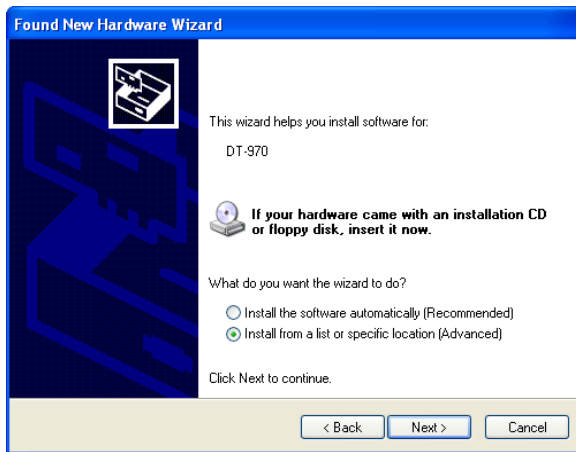 Found New Hardware Wizard
This wizard helps you install software for:
DT-970
If your hardware came with an installation CD
or floppy disk, insert it now.
What do you want the wizard to do?
Install the software automatically (Recommended)
Install from a list or specific location (Advanced)
Click Next to continue.
< Back Next > Cancel